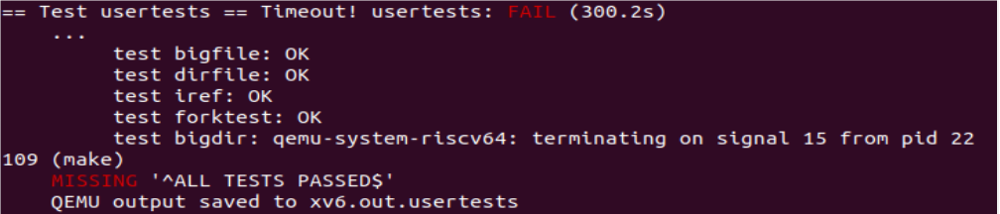 == Test usertests == Timeout! usertests: FAIL (300.2s)
...
test bigfile: OK
test dirfile: OK
test iref: OK
test forktest: OK
test bigdir: qemu-system-riscv64: terminating on signal 15 from pid 22
109 (make)
MISSING '^ALL TESTS PASSED$'
QEMU output saved to xv6.out.usertests